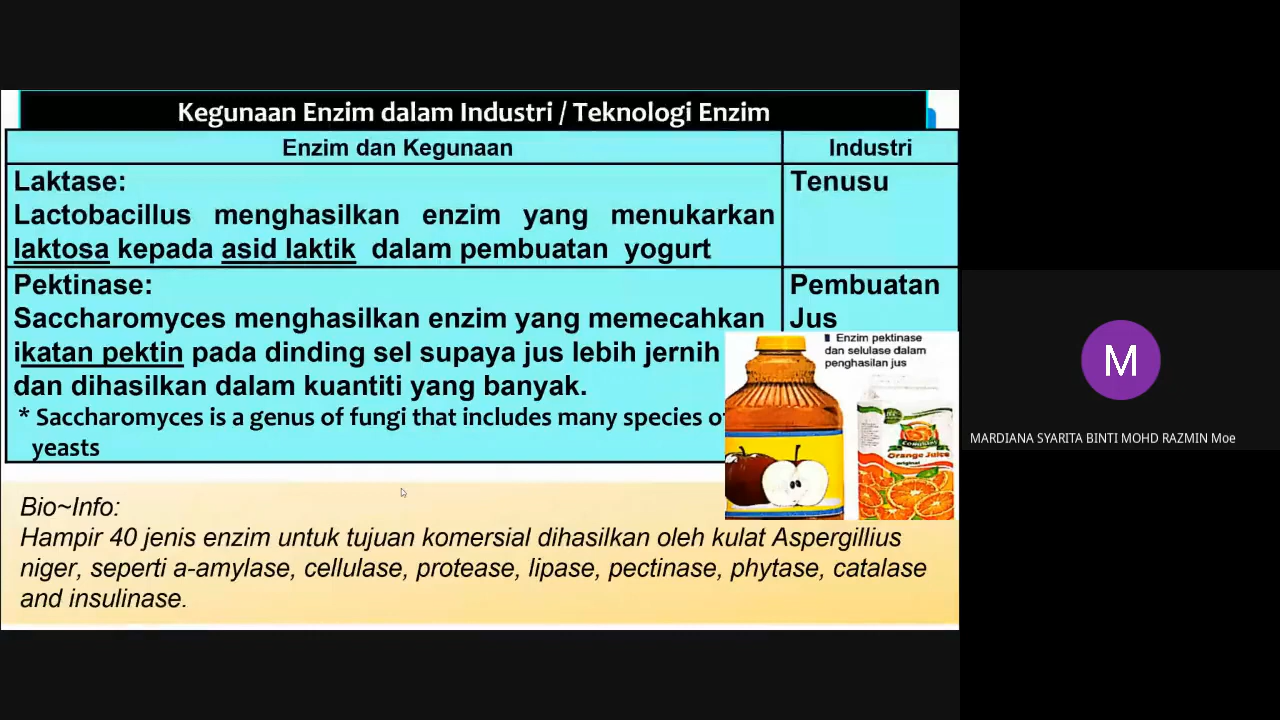 Kegunaan Enzim dalam Industri / Teknologi Enzim
Enzim dan Kegunaan
Industri
Laktase:
Lactobacillus menghasilkan enzim yang menukarkan
laktosa kepada asid laktik dalam pembuatan yogurt
Tenusu
Pektinase:
Saccharomyces menghasilkan enzim yang memecahkan
ikatan pektin pada dinding sel supaya jus lebih jernih
dan dihasilkan dalam kuantiti yang banyak.
* Saccharomyces is a genus of fungi that includes many species of
yeasts
Pembuatan
Jus
Enzim pektinase
dan selulase dalam
penghasilan jus
Orange Juice
original
Bio~Info:
Hampir 40 jenis enzim untuk tujuan komersial dihasilkan oleh kulat Aspergillius
niger, seperti a-amylase, cellulase, protease, lipase, pectinase, phytase, catalase
and insulinase.
M
MARDIANA SYARITA BINTI MOHD RAZMIN Moe